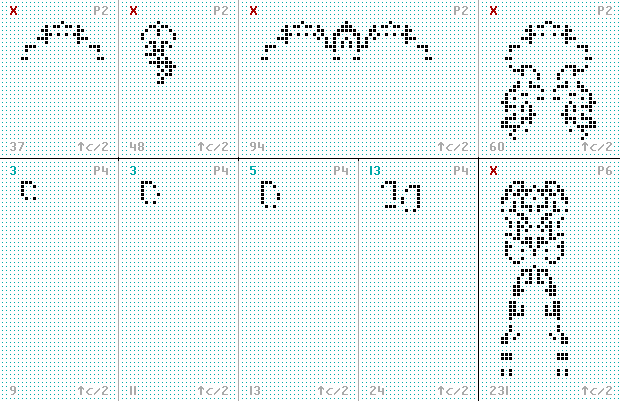 X P2 X P2 X P2 X P2
37 ↑c/2 48 ↑c/2 94 ↑c/2 60 ↑c/2
3 P4 3 P4 5 P4 13 P4 X P6
9 ↑c/2 11 ↑c/2 13 ↑c/2 24 ↑c/2 231 ↑c/2